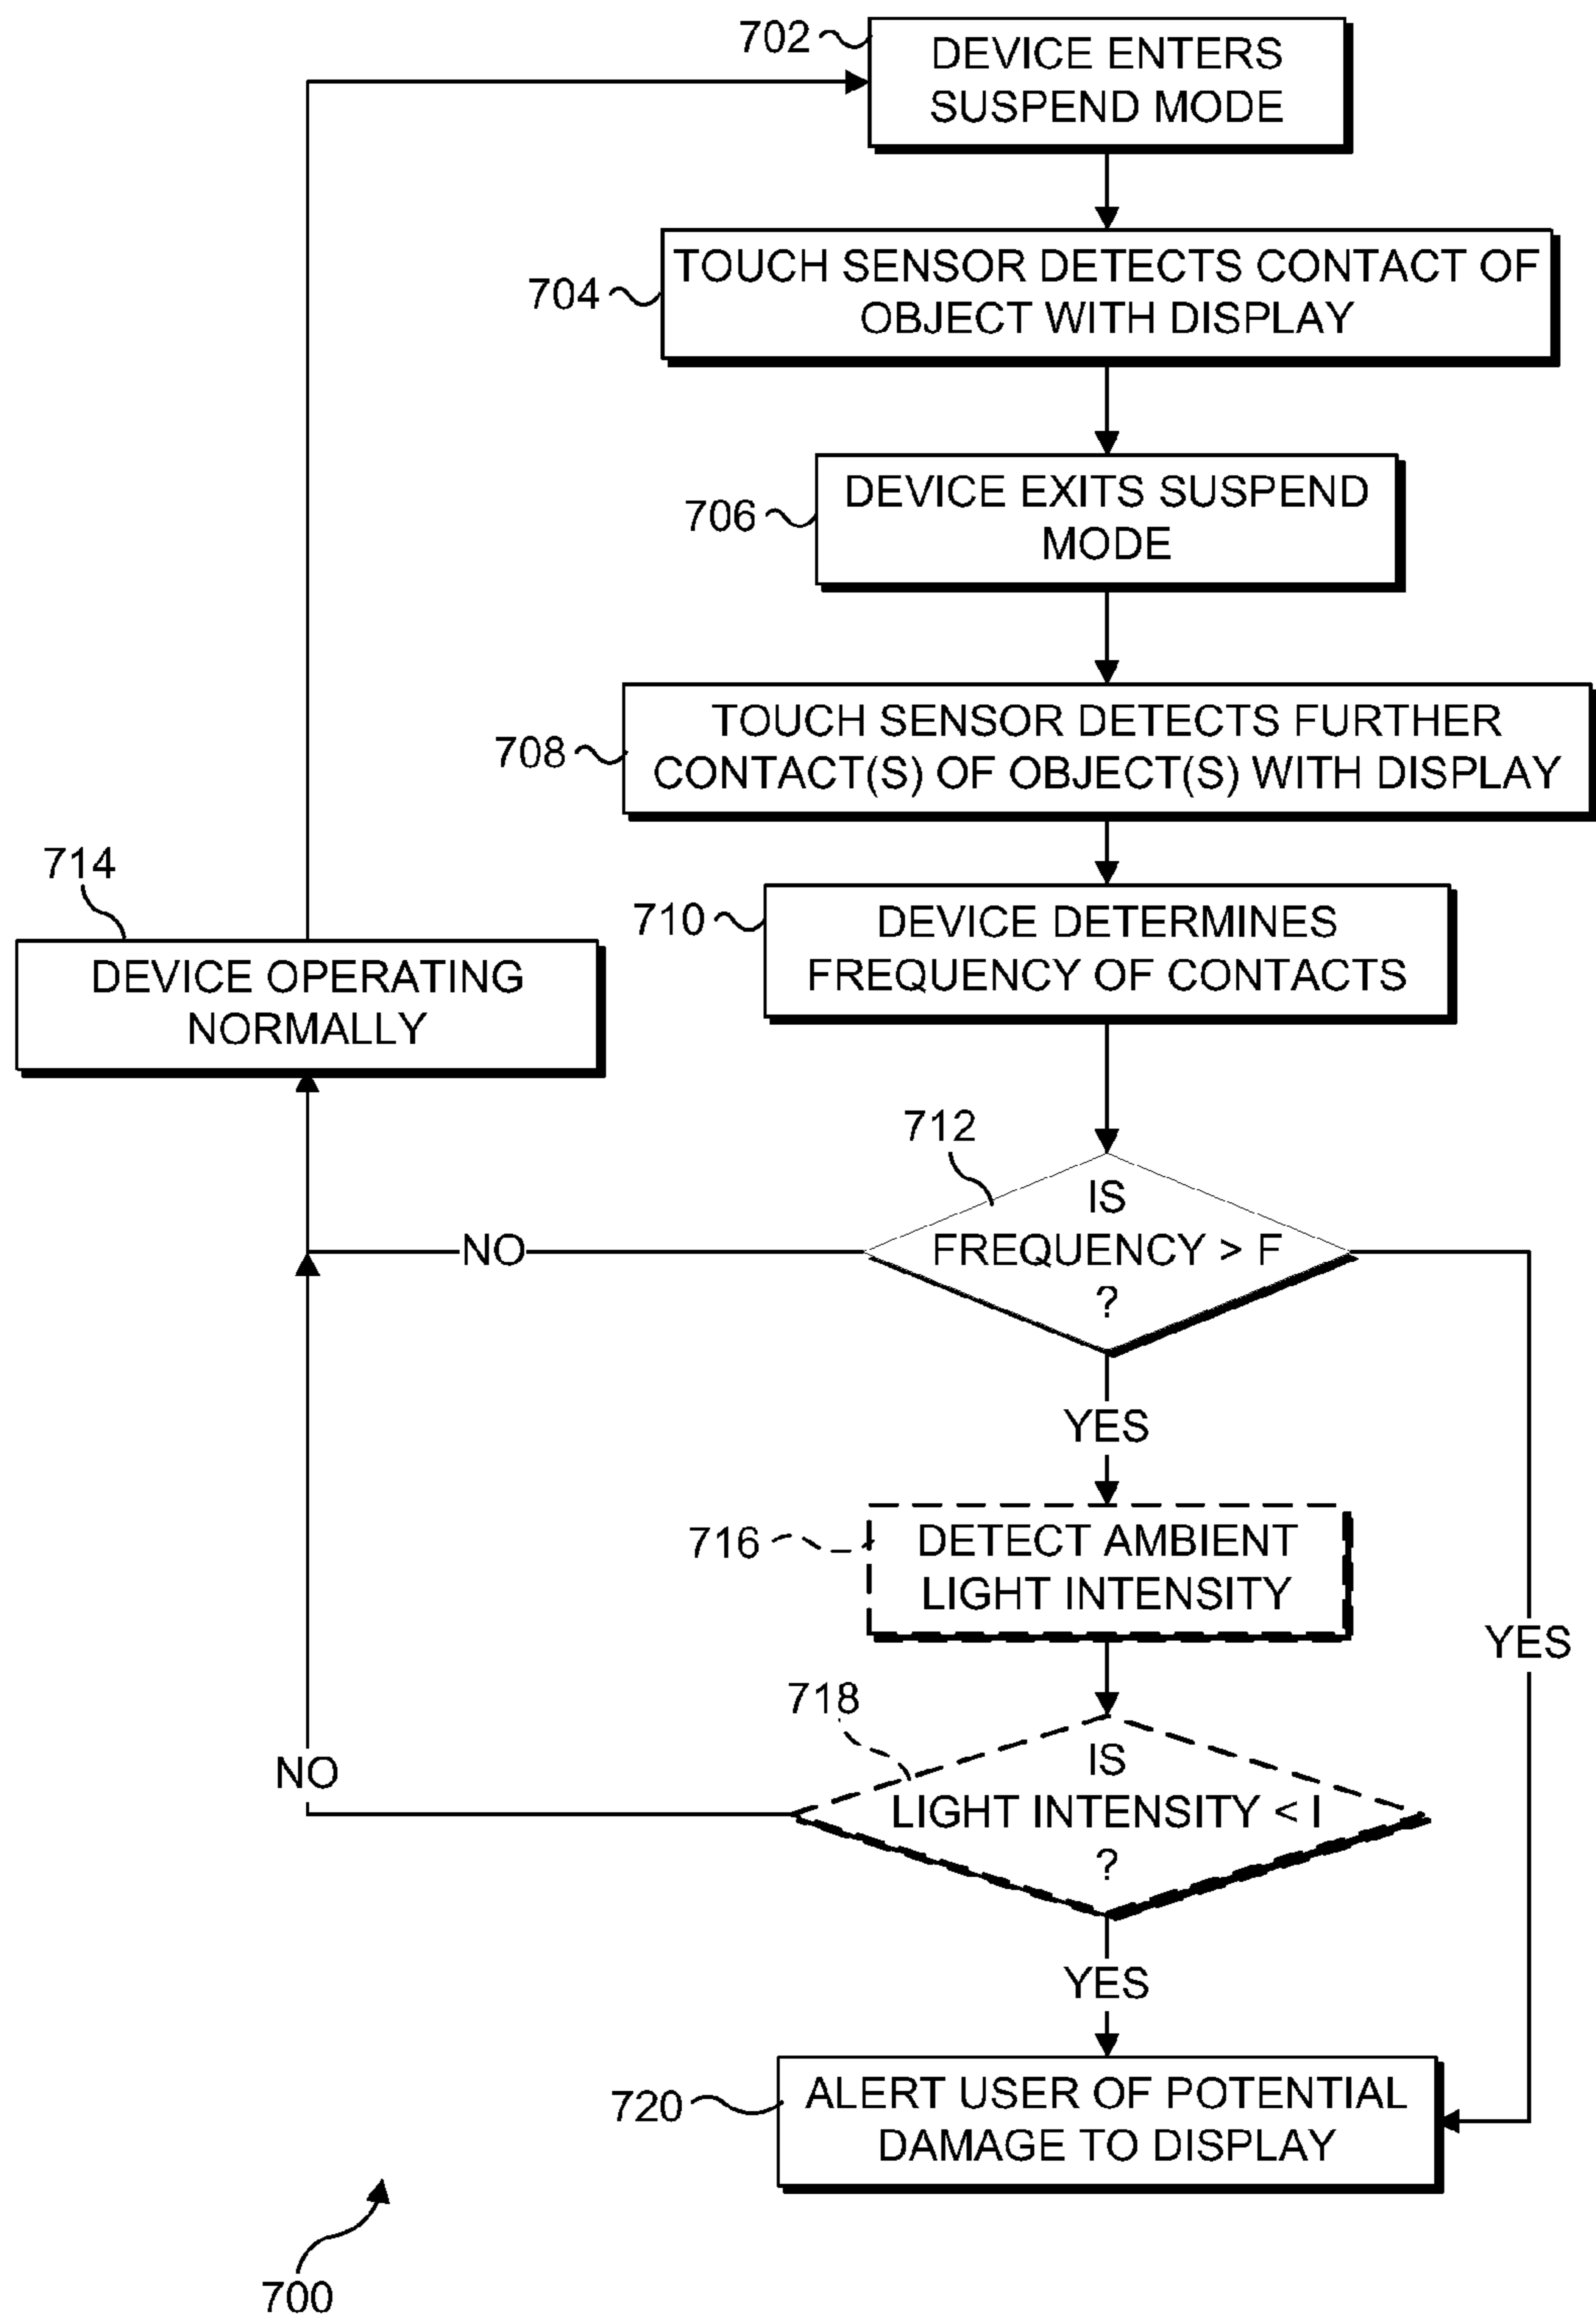 702
DEVICE ENTERS
SUSPEND MODE
704
TOUCH SENSOR DETECTS CONTACT OF
OBJECT WITH DISPLAY
706
DEVICE EXITS SUSPEND
MODE
708
TOUCH SENSOR DETECTS FURTHER
CONTACT(S) OF OBJECT(S) WITH DISPLAY
714
DEVICE OPERATING
NORMALLY
710
DEVICE DETERMINES
FREQUENCY OF CONTACTS
712
IS
FREQUENCY > F
?
NO
YES
716
DETECT AMBIENT
LIGHT INTENSITY
YES
718
IS
LIGHT INTENSITY < I
?
NO
YES
720
ALERT USER OF POTENTIAL
DAMAGE TO DISPLAY
700